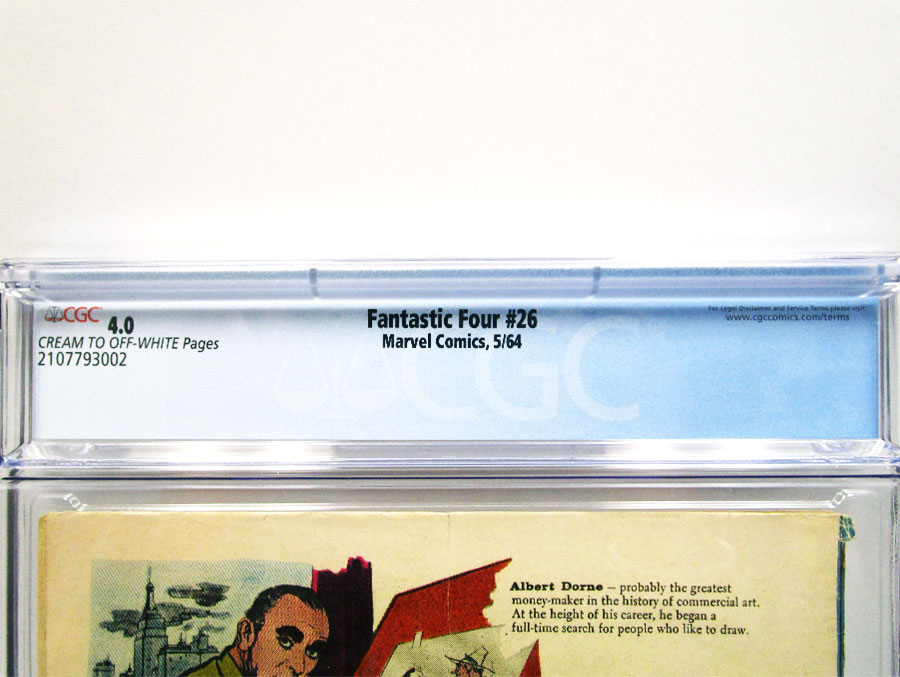 CGC 4.0
CREAM TO OFF-WHITE Pages
2107793002
Fantastic Four #26
Marvel Comics, 5/64
For Legal Disclaimer and Service Terms please visit:
www.cgccomics.com/terms
CGC
Albert Dorne — probably the greatest
money-maker in the history of commercial art.
At the height of his career, he began a
full-time search for people who like to draw.